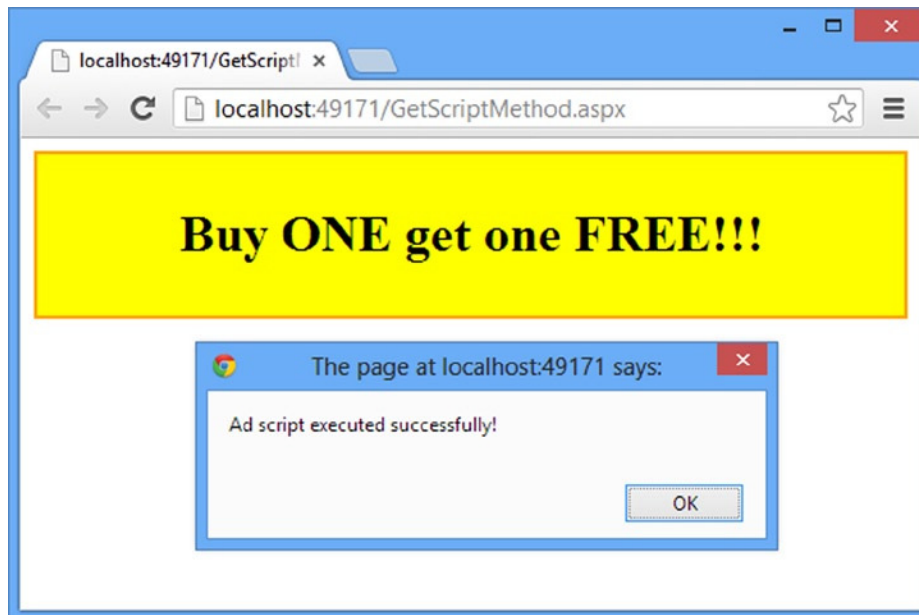 localhost:49171/GetScript
localhost:49171/GetScriptMethod.aspx
Buy ONE get one FREE!!!
The page at localhost:49171 says:
Ad script executed successfully!
OK